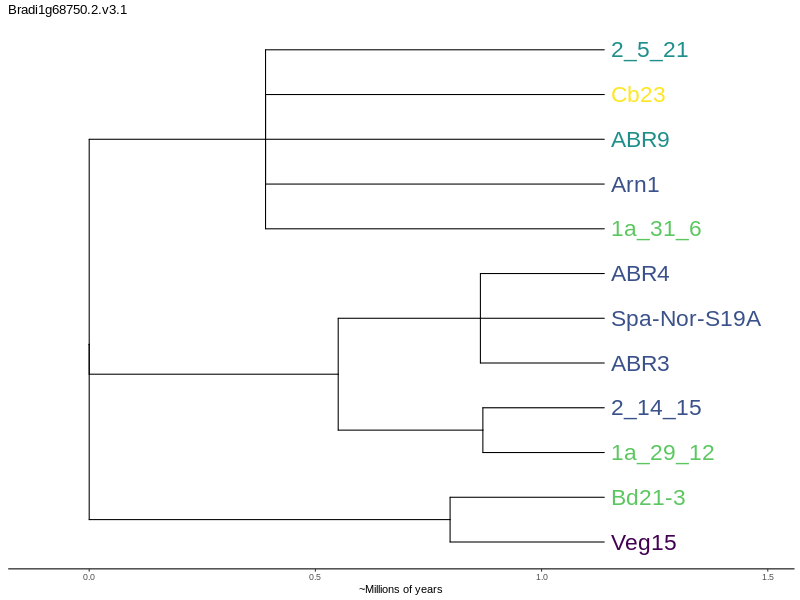 Bradi1g68750.2.v3.1
2_5_21
Cb23
ABR9
Arn1
1a_31_6
ABR4
Spa-Nor-S19A
ABR3
2_14_15
1a_29_12
Bd21-3
Veg15
0.0 0.5 1.0 1.5
~Millions of years